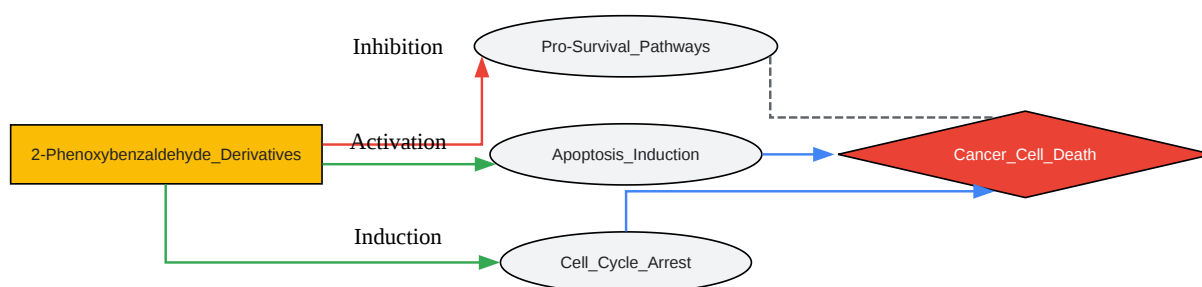 Inhibition
Pro-Survival_Pathways
2-Phenoxybenzaldehyde_Derivatives
Activation
Apoptosis_Induction
Cancer_Cell_Death
Induction
Cell_Cycle_Arrest